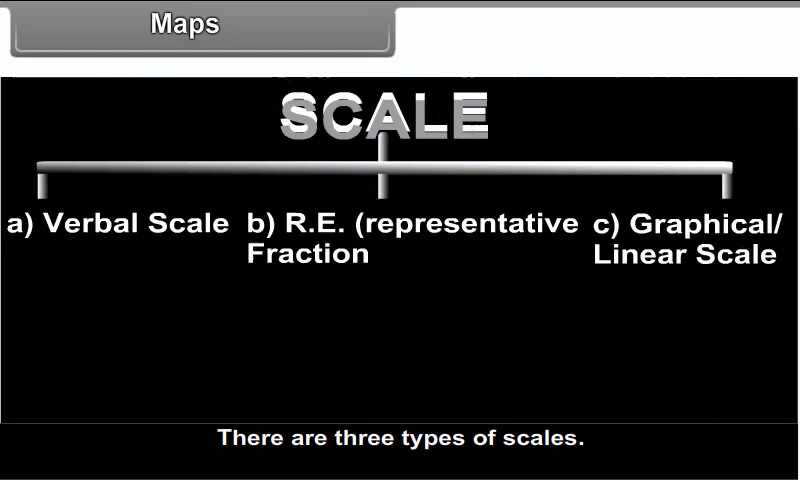 Maps
SCALE
a) Verbal Scale
b) R.E. (representative
Fraction
c) Graphical/
Linear Scale
There are three types of scales.